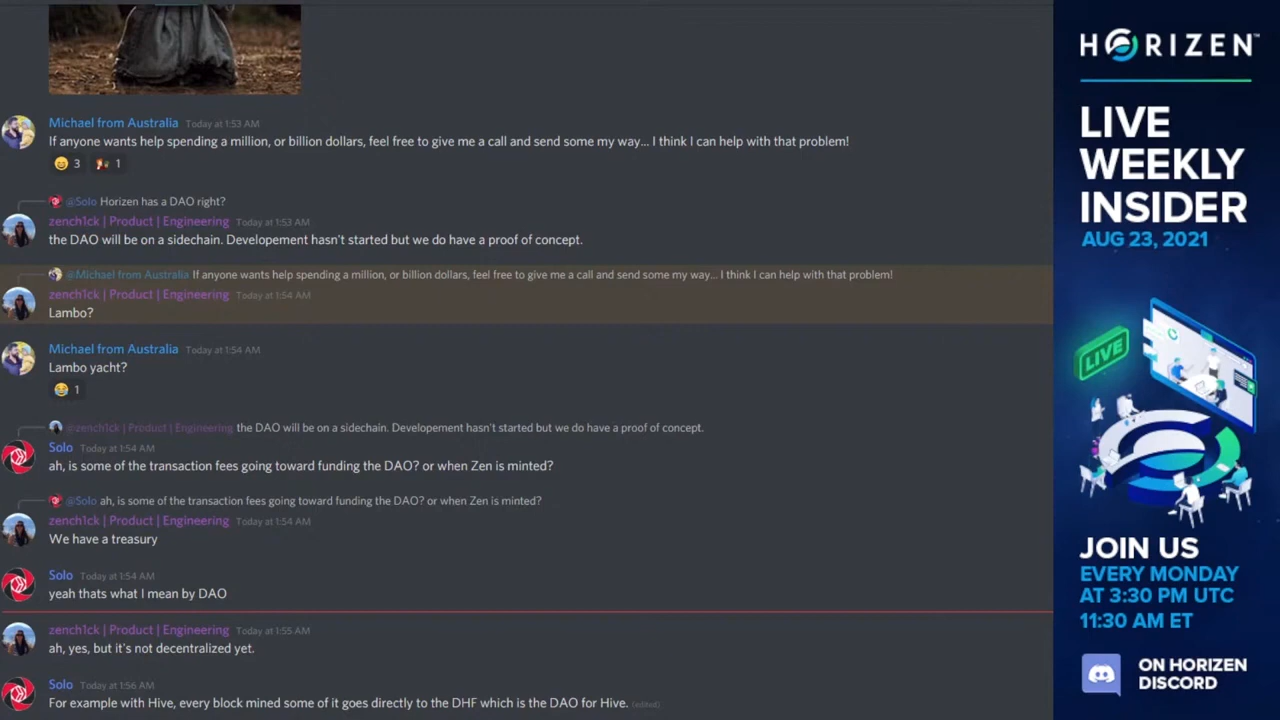 Michael from Australia Today at 1:53 AM
If anyone wants help spending a million, or billion dollars, feel free to give me a call and send some my way... I think I can help with that problem!
3 1
@Solo Horizen has a DAO right?
zench1ck | Product | Engineering Today at 1:53 AM
the DAO will be on a sidechain. Developement hasn't started but we do have a proof of concept.
@Michael from Australia If anyone wants help spending a million, or billion dollars, feel free to give me a call and send some my way... I think I can help with that problem!
zench1ck | Product | Engineering Today at 1:54 AM
Lambo?
Michael from Australia Today at 1:54 AM
Lambo yacht?
1
@zench1ck | Product | Engineering the DAO will be on a sidechain. Developement hasn't started but we do have a proof of concept.
Solo Today at 1:54 AM
ah, is some of the transaction fees going toward funding the DAO? or when Zen is minted?
@Solo ah, is some of the transaction fees going toward funding the DAO? or when Zen is minted?
zench1ck | Product | Engineering Today at 1:54 AM
We have a treasury
Solo Today at 1:54 AM
yeah thats what I mean by DAO
zench1ck | Product | Engineering Today at 1:55 AM
ah, yes, but it's not decentralized yet.
Solo Today at 1:56 AM
For example with Hive, every block mined some of it goes directly to the DHF which is the DAO for Hive. (edited)
HORIZEN™
LIVE
WEEKLY
INSIDER
AUG 23, 2021
LIVE
JOIN US
EVERY MONDAY
AT 3:30 PM UTC
11:30 AM ET
ON HORIZEN
DISCORD